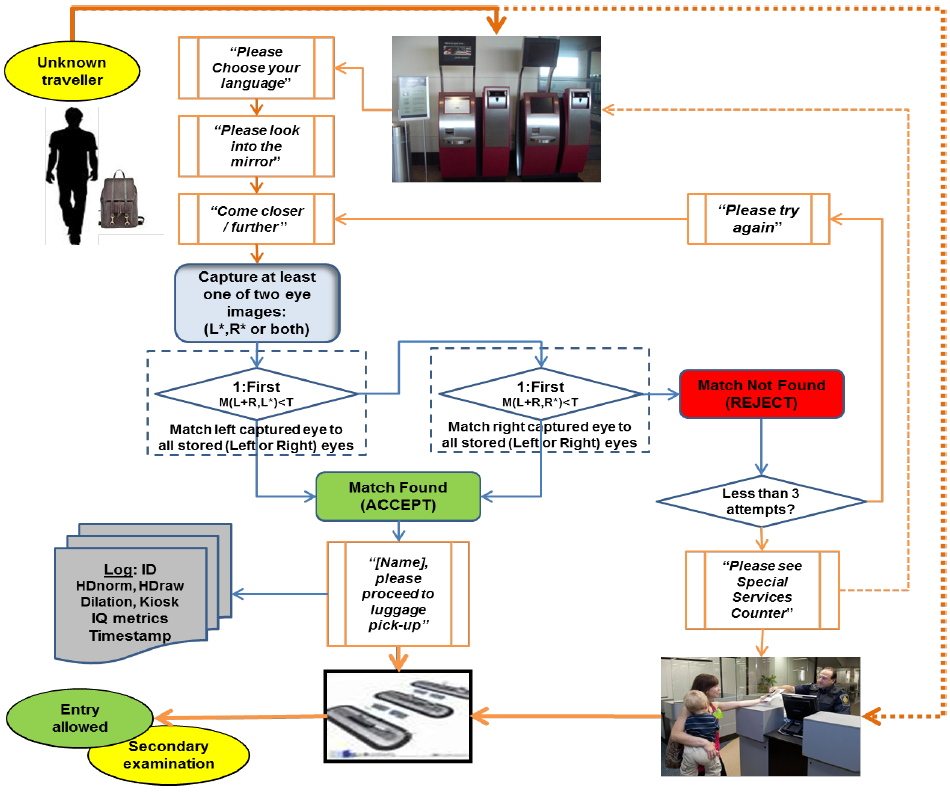 Unknown
traveller
“Please
Choose your
language”
“Please look
into the
mirror”
“Come closer
/ further”
“Please try
again”
Capture at least
one of two eye
images:
(L*,R* or both)
1:First
M(L+R,L*)<T
Match left captured eye to
all stored (Left or Right) eyes
1:First
M(L+R,R*)<T
Match right captured eye to
all stored (Left or Right) eyes
Match Not Found
(REJECT)
Match Found
(ACCEPT)
Less than 3
attempts?
Log: ID
HDnorm, HDraw
Dilation, Kiosk
IQ metrics
Timestamp
“[Name],
please
proceed to
luggage
pick-up”
“Please see
Special
Services
Counter”
Entry
allowed
Secondary
examination